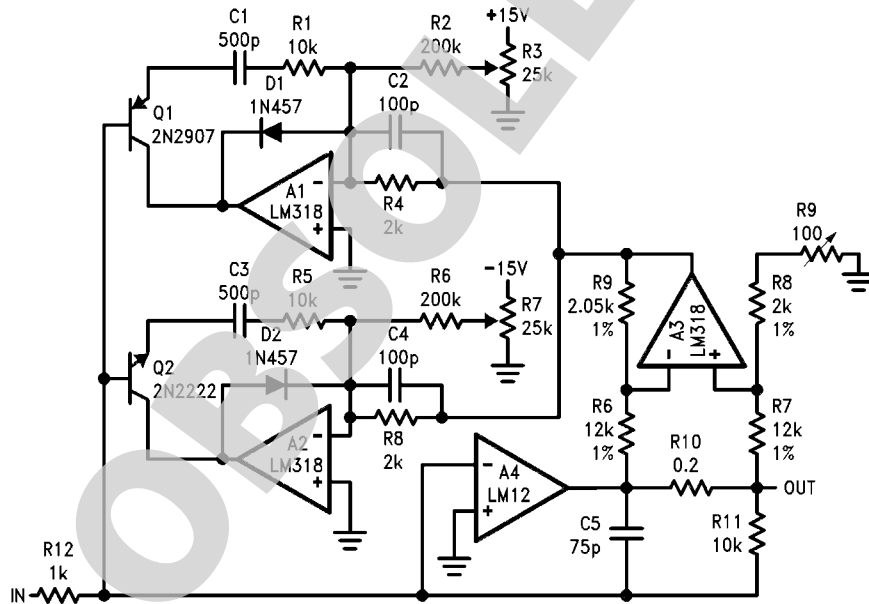 C1
500p
R1
10k
R2
200k
+15V
R3
25k
D1
1N457
C2
100p
Q1
2N2907
A1
LM318
−
+
R4
2k
C3
500p
R5
10k
R6
200k
−15V
R7
25k
D2
1N457
C4
100p
Q2
2N2222
A2
LM318
−
+
R8
2k
R9
2.05k
1%
A3
LM318
−
+
R9
100
R8
2k
1%
R6
12k
1%
R7
12k
1%
A4
LM12
−
+
R10
0.2
OUT
C5
75p
R11
10k
R12
1k
IN
OBSOLE